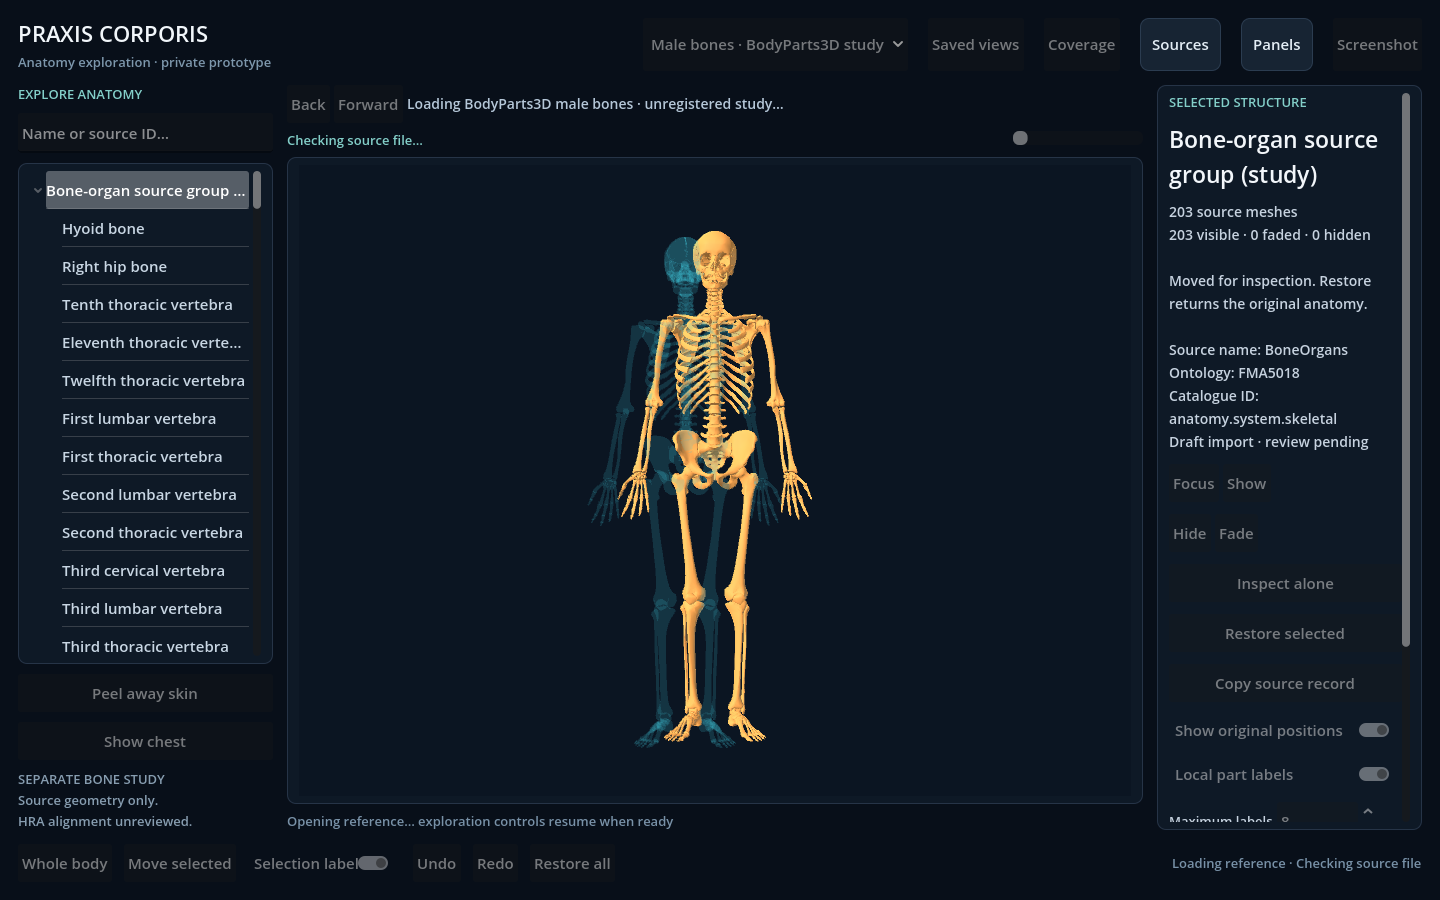 PRAXIS CORPORIS
Anatomy exploration · private prototype
Male bones · BodyParts3D study
Saved views
Coverage
Sources
Panels
Screenshot
EXPLORE ANATOMY
Name or source ID...
Bone-organ source group ...
Hyoid bone
Right hip bone
Tenth thoracic vertebra
Eleventh thoracic verte...
Twelfth thoracic vertebra
First lumbar vertebra
First thoracic vertebra
Second lumbar vertebra
Second thoracic vertebra
Third cervical vertebra
Third lumbar vertebra
Third thoracic vertebra
Peel away skin
Show chest
SEPARATE BONE STUDY
Source geometry only.
HRA alignment unreviewed.
Back
Forward
Loading BodyParts3D male bones · unregistered study...
Checking source file...
Opening reference... exploration controls resume when ready
SELECTED STRUCTURE
Bone-organ source
group (study)
203 source meshes
203 visible · 0 faded · 0 hidden
Moved for inspection. Restore
returns the original anatomy.
Source name: BoneOrgans
Ontology: FMA5018
Catalogue ID:
anatomy.system.skeletal
Draft import · review pending
Focus
Show
Hide
Fade
Inspect alone
Restore selected
Copy source record
Show original positions
Local part labels
Maximum labels 8
Whole body
Move selected
Selection label
Undo
Redo
Restore all
Loading reference · Checking source file